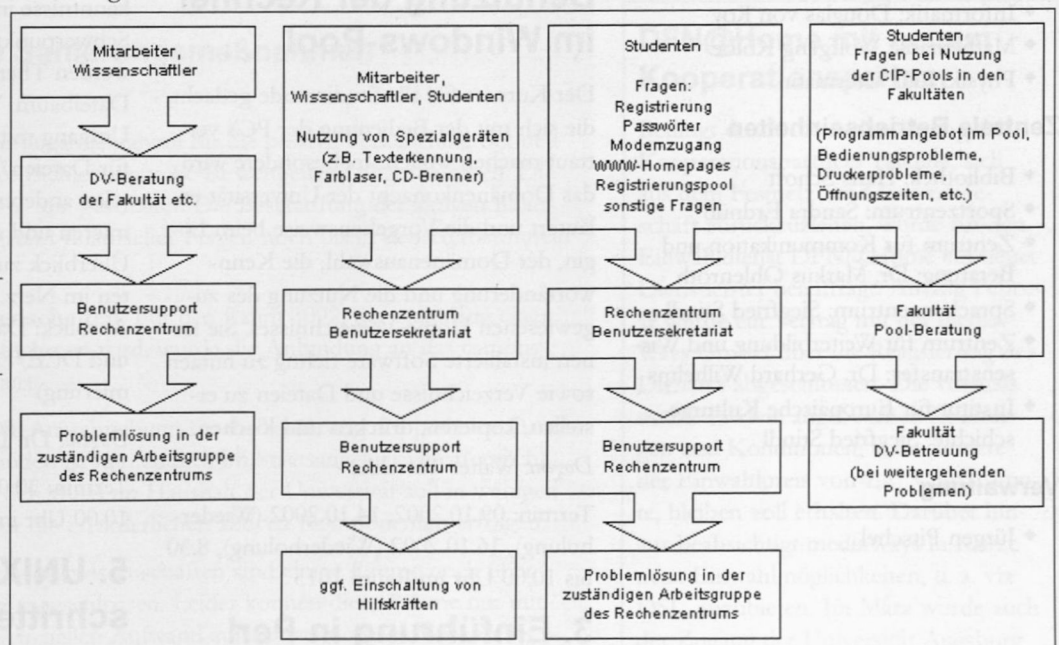 Mitarbeiter,
Wissenschaftler
DV-Beratung
der Fakultät etc.
Benutzersupport
Rechenzentrum
Problemlösung in der
zuständigen Arbeitsgruppe
des Rechenzentrums
Mitarbeiter,
Wissenschaftler, Studenten
Nutzung von Spezialgeräten
(z.B. Texterkennung,
Farblaser, CD-Brenner)
Rechenzentrum
Benutzersekretariat
Benutzersupport
Rechenzentrum
ggf. Einschaltung von
Hilfskräften
Studenten
Fragen:
Registrierung
Passwörter
Modemzugang
WWW-Homepages
Registrierungspool
sonstige Fragen
Rechenzentrum
Benutzersekretariat
Benutzersupport
Rechenzentrum
Problemlösung in der
zuständigen Arbeitsgruppe
des Rechenzentrums
Studenten
Fragen bei Nutzung
der CIP-Pools in den
Fakultäten
(Programmangebot im Pool,
Bedienungsprobleme,
Druckerprobleme,
Öffnungszeiten, etc.)
Fakultät
Pool-Beratung
Fakultät
DV-Betreuung
(bei weitergehenden
Problemen)